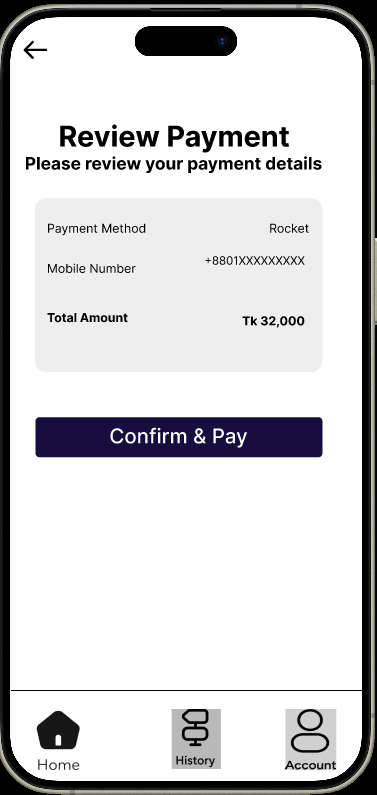 Review Payment
Please review your payment details
Payment Method Rocket
Mobile Number +8801XXXXXXXXX
Total Amount Tk 32,000
Confirm & Pay
Home History Account